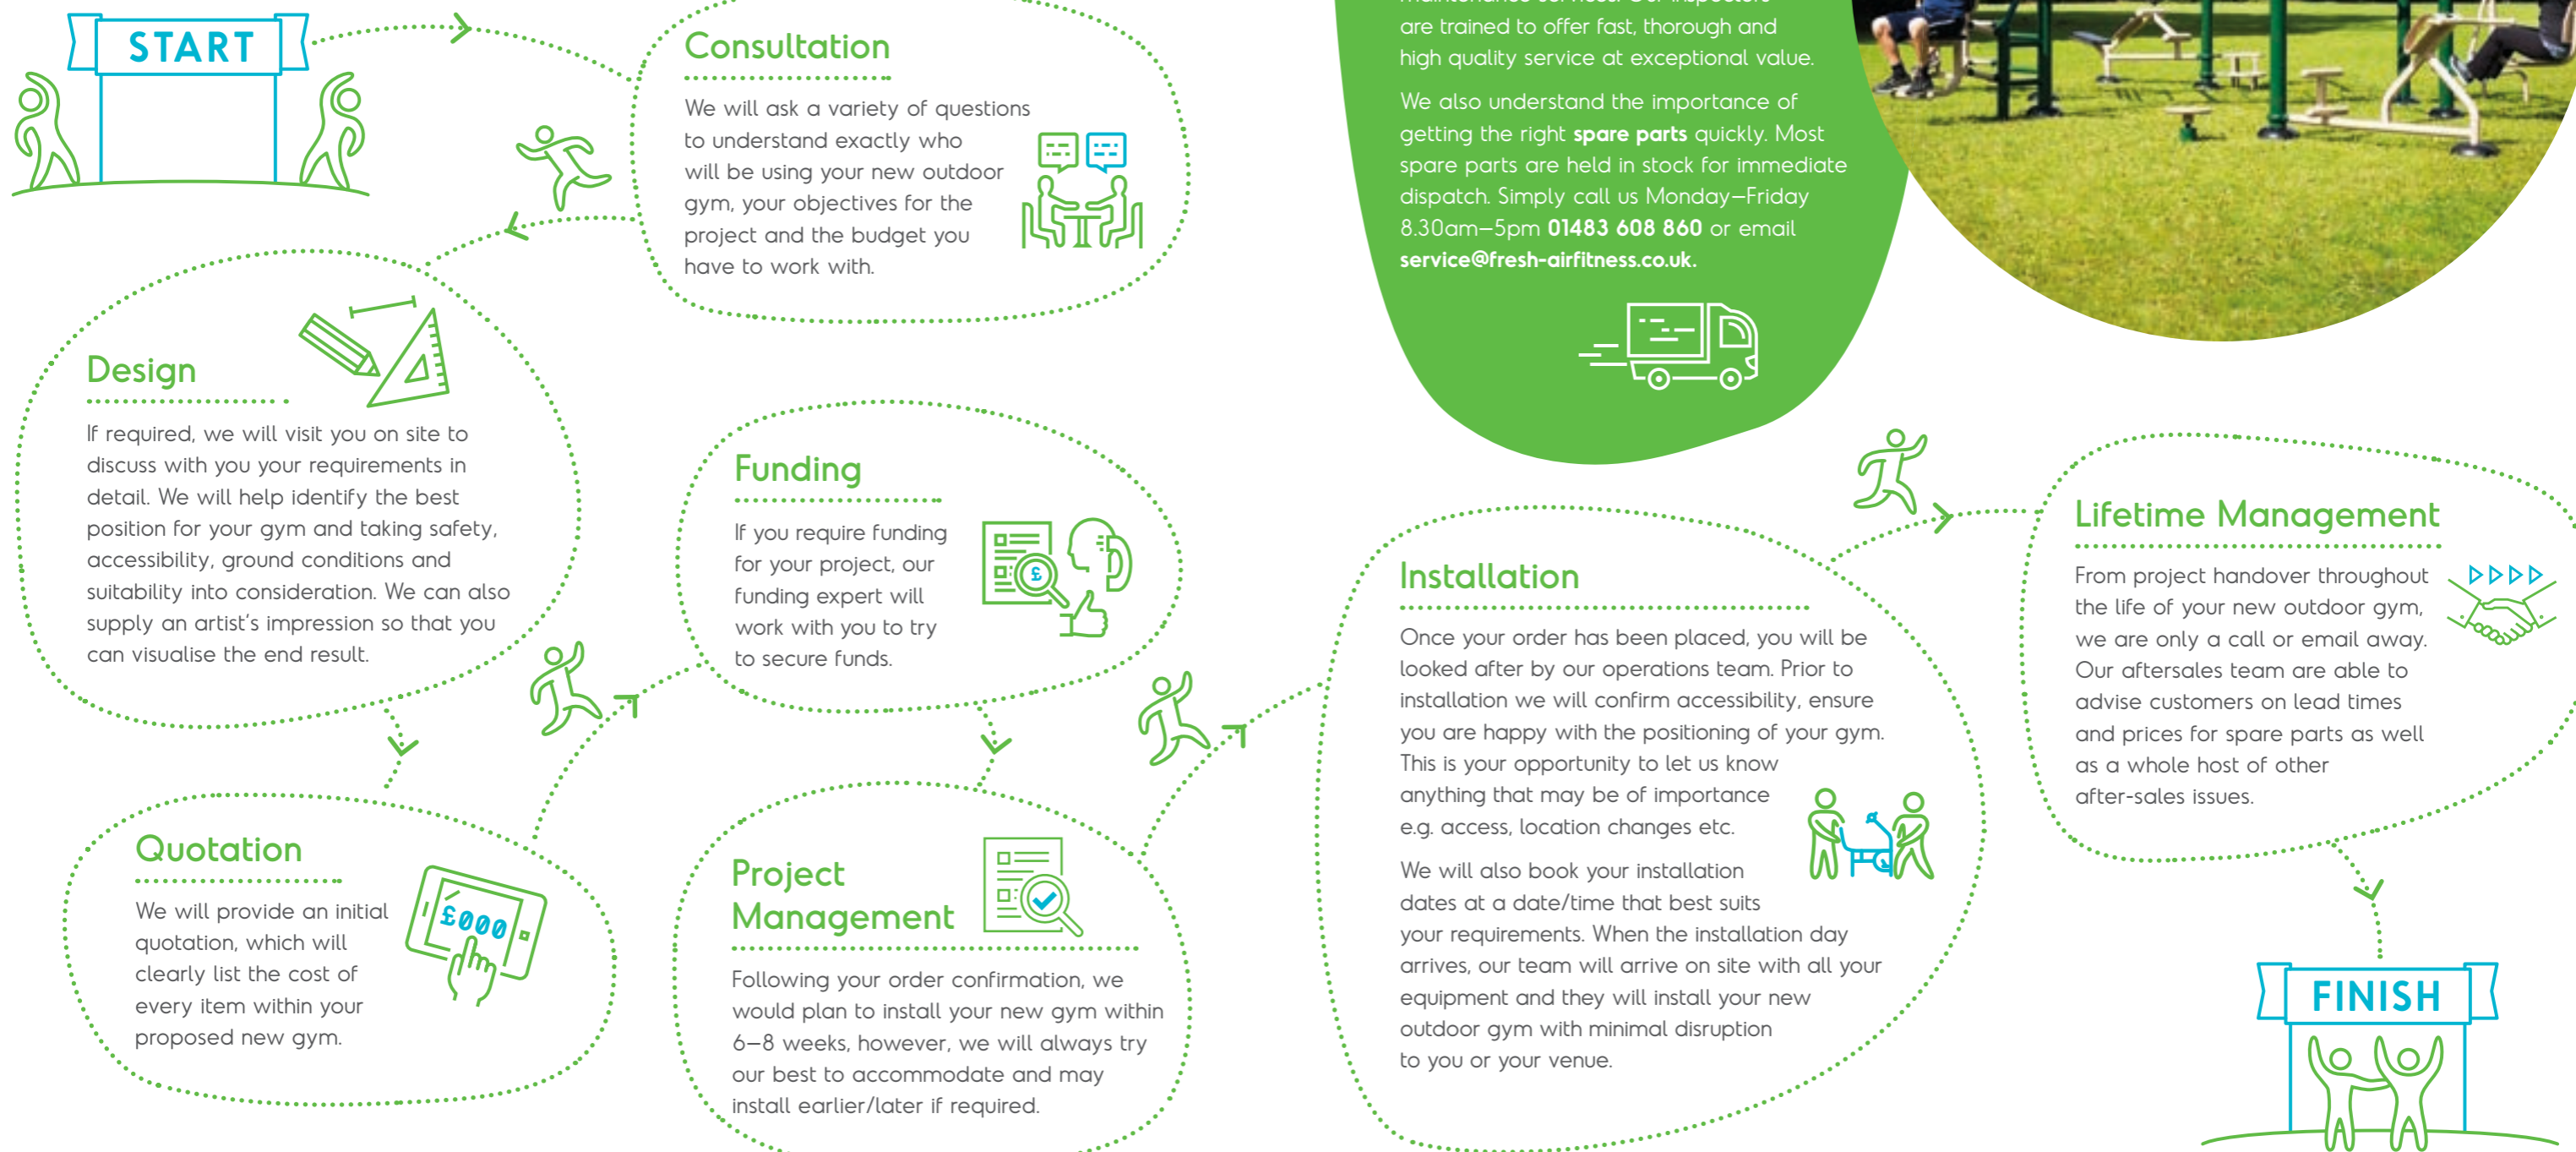 START
Consultation
We will ask a variety of questions
to understand exactly who
will be using your new outdoor
gym, your objectives for the
project and the budget you
have to work with.
Design
If required, we will visit you on site to
discuss with you your requirements in
detail. We will help identify the best
position for your gym and taking safety,
accessibility, ground conditions and
suitability into consideration. We can also
supply an artist's impression so that you
can visualise the end result.
Quotation
We will provide an initial
quotation, which will
clearly list the cost of
every item within your
proposed new gym.
£000
Funding
If you require funding
for your project, our
funding expert will
work with you to try
to secure funds.
£
Project
Management
Following your order confirmation, we
would plan to install your new gym within
6–8 weeks, however, we will always try
our best to accommodate and may
install earlier/later if required.
are trained to offer fast, thorough and
high quality service at exceptional value.
We also understand the importance of
getting the right spare parts quickly. Most
spare parts are held in stock for immediate
dispatch. Simply call us Monday–Friday
8.30am–5pm 01483 608 860 or email
service@fresh-airfitness.co.uk.
Installation
Once your order has been placed, you will be
looked after by our operations team. Prior to
installation we will confirm accessibility, ensure
you are happy with the positioning of your gym.
This is your opportunity to let us know
anything that may be of importance
e.g. access, location changes etc.
We will also book your installation
dates at a date/time that best suits
your requirements. When the installation day
arrives, our team will arrive on site with all your
equipment and they will install your new
outdoor gym with minimal disruption
to you or your venue.
Lifetime Management
From project handover throughout
the life of your new outdoor gym,
we are only a call or email away.
Our aftersales team are able to
advise customers on lead times
and prices for spare parts as well
as a whole host of other
after-sales issues.
FINISH